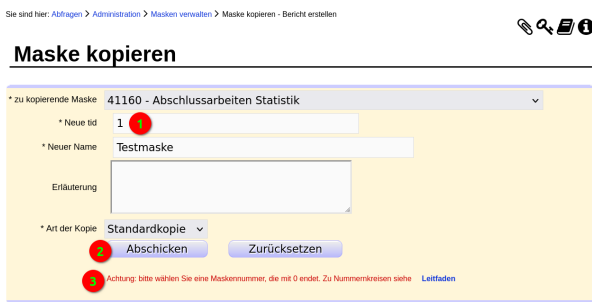 Sie sind hier: Abfragen > Administration > Masken verwalten > Maske kopieren - Bericht erstellen
Maske kopieren
* zu kopierende Maske 41160 - Abschlussarbeiten Statistik
* Neue tid 1 1
* Neuer Name Testmaske
Erläuterung
* Art der Kopie Standardkopie
2 Abschicken Zurücksetzen
3 Achtung: bitte wählen Sie eine Maskennummer, die mit 0 endet. Zu Nummernkreisen siehe Leitfaden